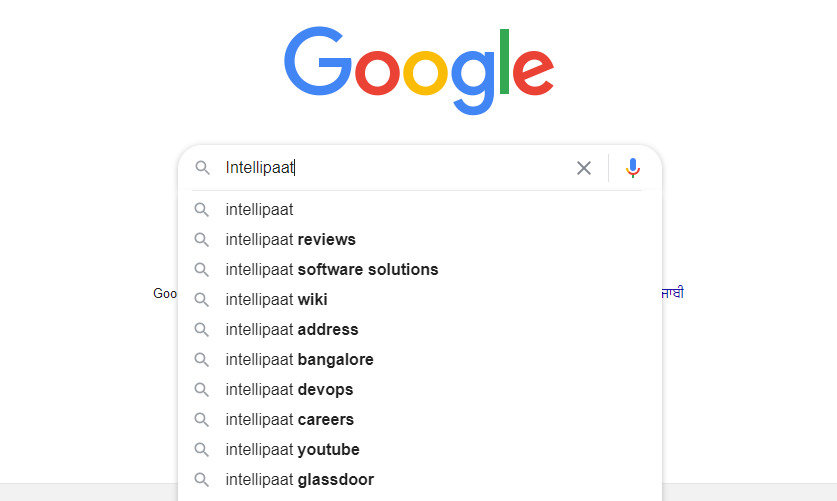 Google
Intellipaat
intellipaat
intellipaat reviews
intellipaat software solutions
intellipaat wiki
Goo
intellipaat address
intellipaat bangalore
intellipaat devops
intellipaat careers
intellipaat youtube
intellipaat glassdoor